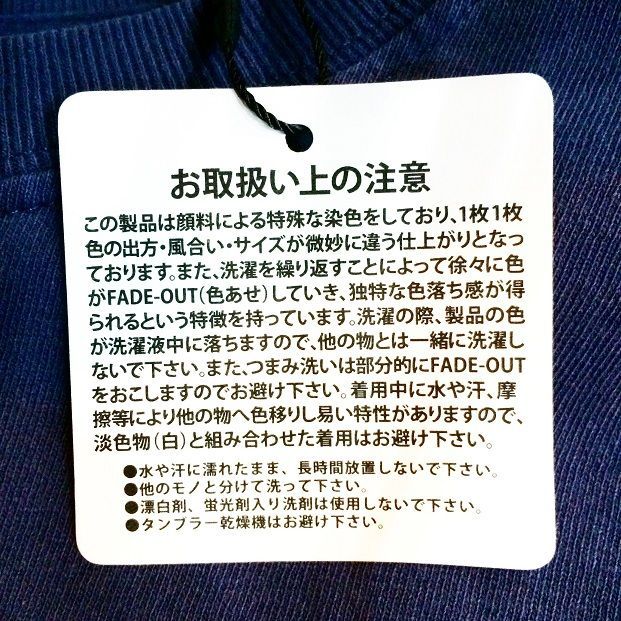 お取扱い上の注意
この製品は顔料による特殊な染色をしており、1枚1枚
色の出方・風合い・サイズが微妙に違う仕上がりとなっ
ております。また、洗濯を繰り返すことによって徐々に色
がFADE-OUT(色あせ)していき、独特な色落ち感が得
られるという特徴を持っています。洗濯の際、製品の色
が洗濯液中に落ちますので、他の物とは一緒に洗濯し
ないで下さい。また、つまみ洗いは部分的にFADE-OUT
をおこしますのでお避け下さい。着用中に水や汗、摩
擦等により他の物へ色移りし易い特性がありますので、
淡色物(白)と組み合わせた着用はお避け下さい。
●水や汗に濡れたまま、長時間放置しないで下さい。
●他のモノと分けて洗って下さい。
●漂白剤、蛍光剤入り洗剤は使用しないで下さい。
●タンブラー乾燥機はお避け下さい。